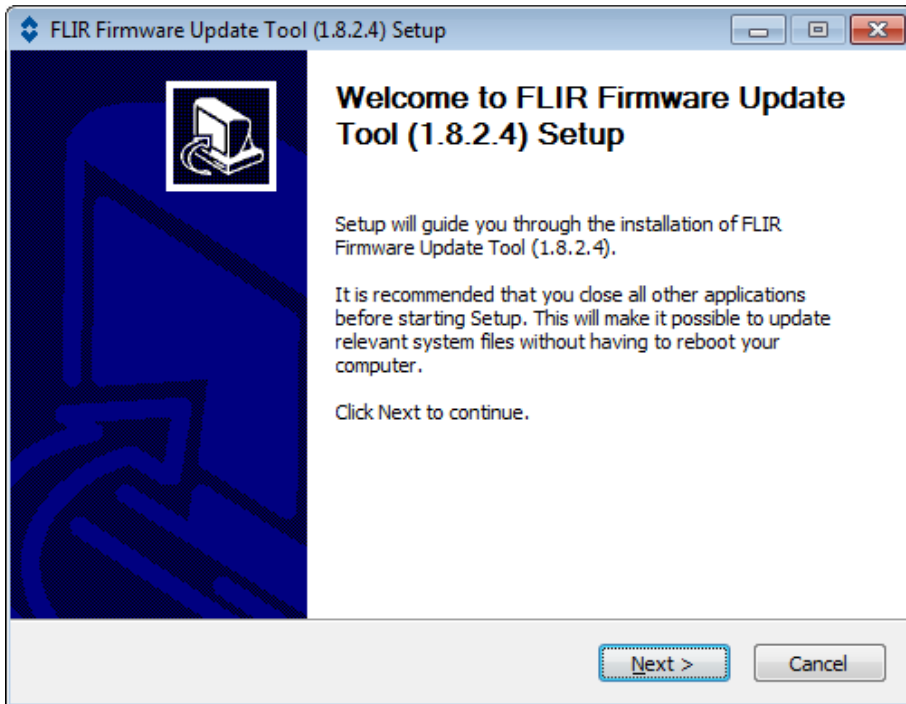 FLIR Firmware Update Tool (1.8.2.4) Setup
Welcome to FLIR Firmware Update
Tool (1.8.2.4) Setup
Setup will guide you through the installation of FLIR
Firmware Update Tool (1.8.2.4).
It is recommended that you close all other applications
before starting Setup. This will make it possible to update
relevant system files without having to reboot your
computer.
Click Next to continue.
Next >
Cancel